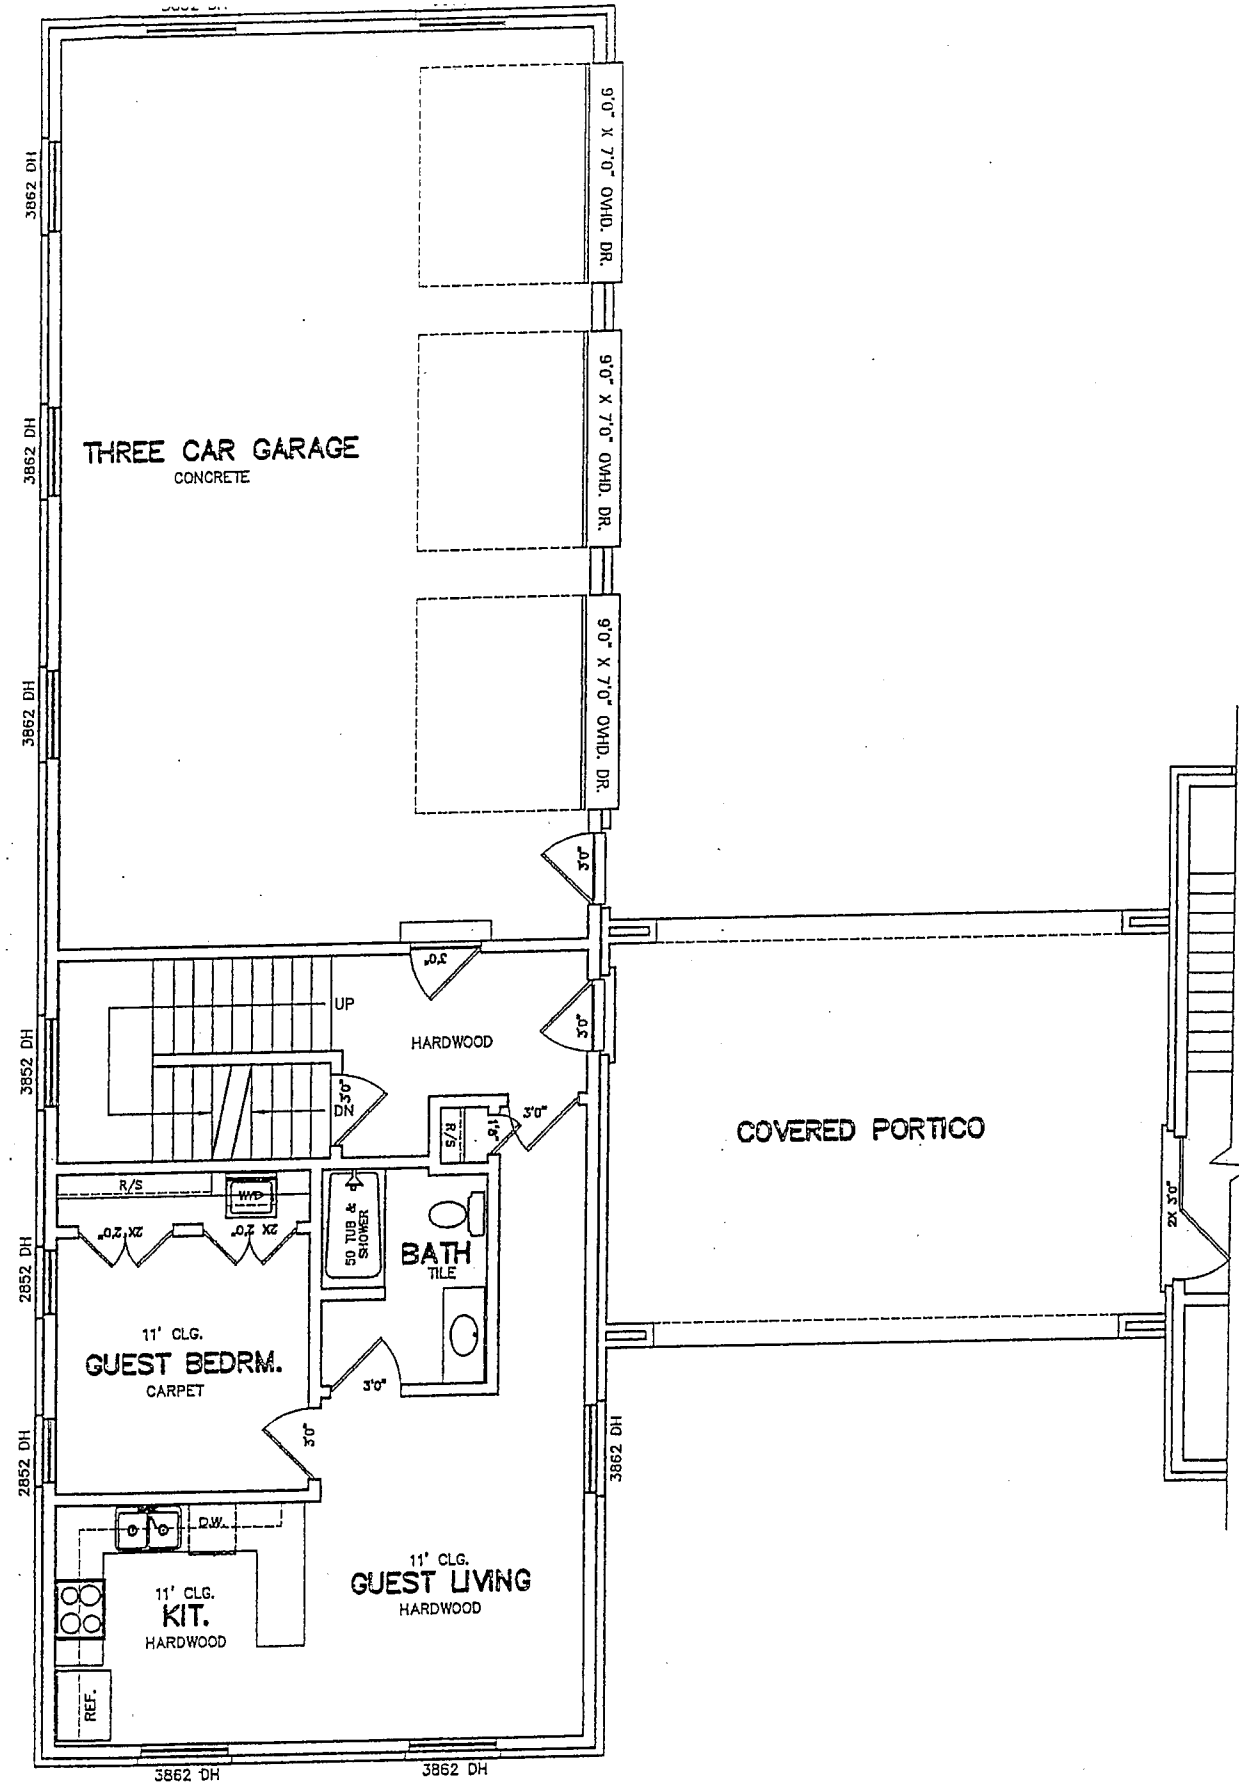 9'0" X 7'0" OVHD. DR.
3862 DH
9'0" X 7'0" OVHD. DR.
3862 DH
THREE CAR GARAGE
CONCRETE
9'0" X 7'0" OVHD. DR.
3862 DH
3'0"
3'0"
UP
HARDWOOD
3'0"
3852 DH
3'0"
DN
R/S
1'6"
3'0"
COVERED PORTICO
R/S
W/D
2X 2'0"
2X 2'0"
50 TUB &
SHOWER
BATH
TILE
2X 3'0"
2852 DH
11' CLG.
GUEST BEDRM.
CARPET
3'0"
3'0"
2852 DH
3862 DH
D.W.
11' CLG.
GUEST LIVING
HARDWOOD
11' CLG.
KIT.
HARDWOOD
REF.
3862 DH
3862 DH